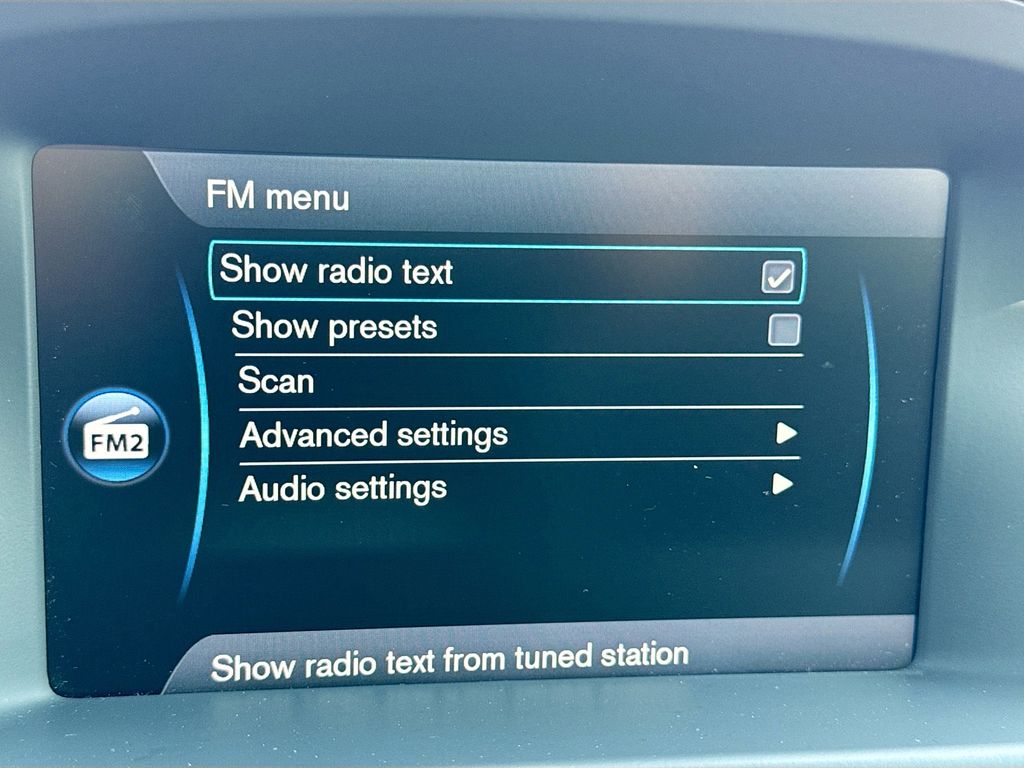 FM menu
Show radio text
Show presets
Scan
FM2
Advanced settings
Audio settings
Show radio text from tuned station